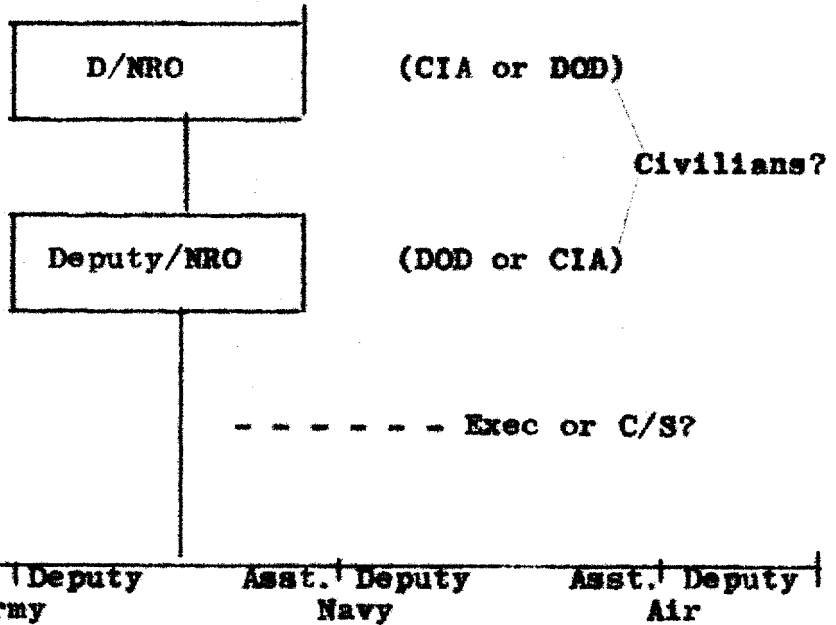 D/NRO (CIA or DOD)
Civilians?
Deputy/NRO (DOD or CIA)
Exec or C/S?
Deputy Asst. Deputy Asst. Deputy
rmy Navy Air